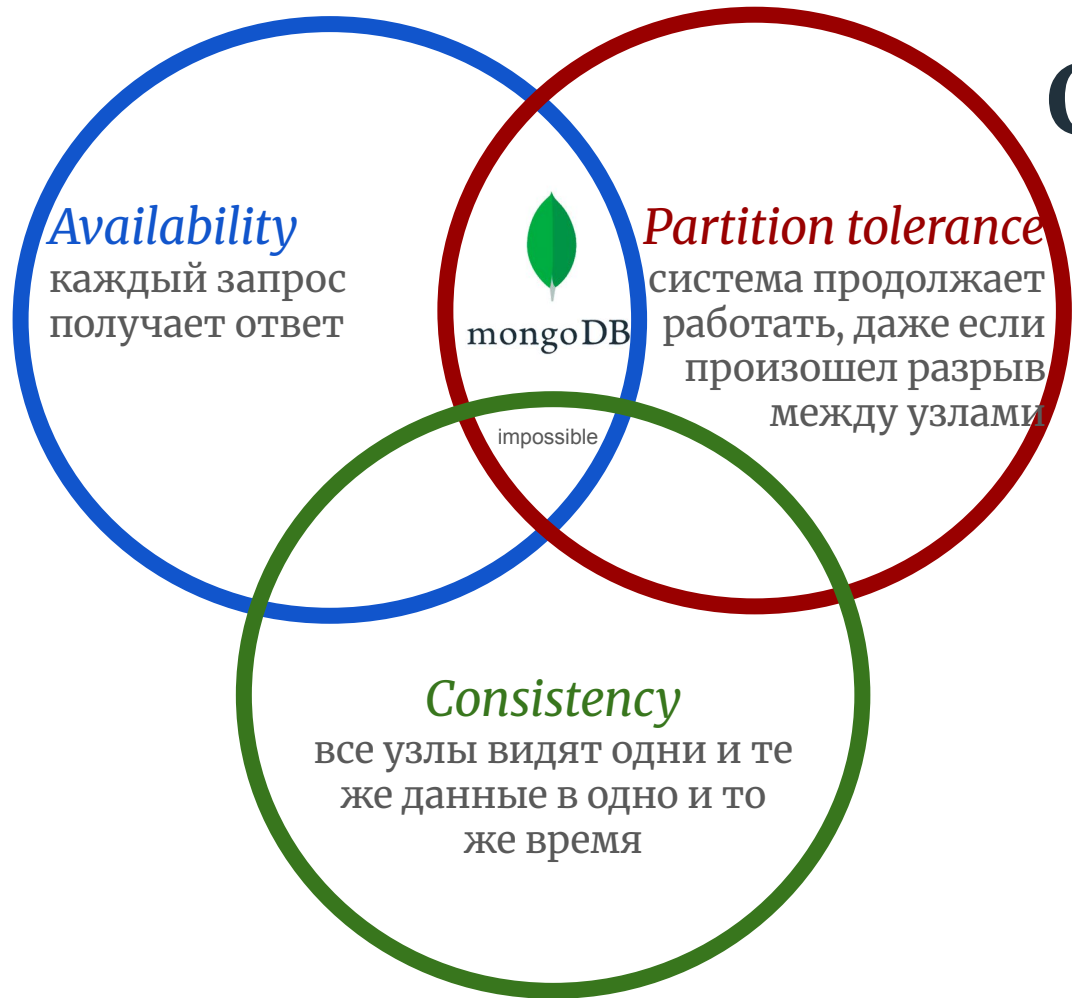 Availability
каждый запрос
получает ответ
mongoDB
Partition tolerance
система продолжает
работать, даже если
произошел разрыв
между узлами
impossible
Consistency
все узлы видят одни и те
же данные в одно и то
же время